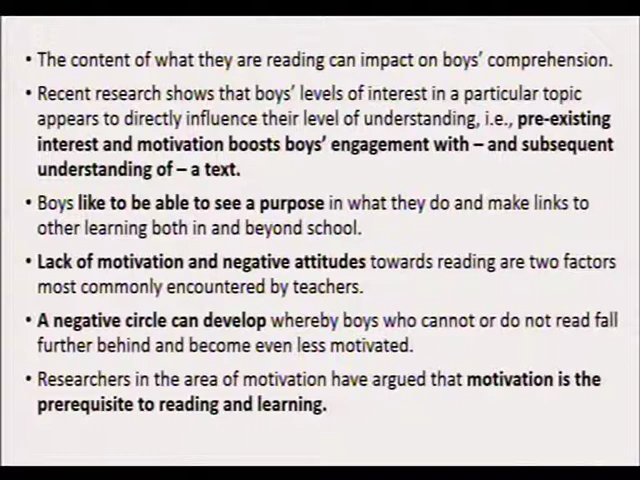 • The content of what they are reading can impact on boys' comprehension.
• Recent research shows that boys' levels of interest in a particular topic
appears to directly influence their level of understanding, i.e., pre-existing
interest and motivation boosts boys' engagement with – and subsequent
understanding of – a text.
• Boys like to be able to see a purpose in what they do and make links to
other learning both in and beyond school.
• Lack of motivation and negative attitudes towards reading are two factors
most commonly encountered by teachers.
• A negative circle can develop whereby boys who cannot or do not read fall
further behind and become even less motivated.
• Researchers in the area of motivation have argued that motivation is the
prerequisite to reading and learning.